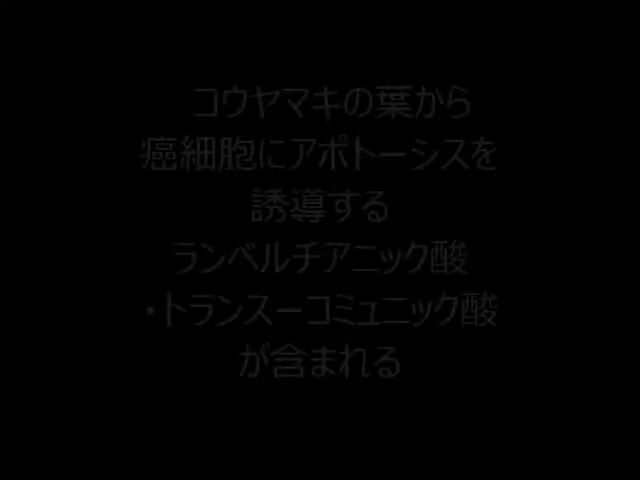 コウヤマキの葉から
癌細胞にアポトーシスを
誘導する
ランベルチアニック酸
・トランスーコミュニック酸
が含まれる